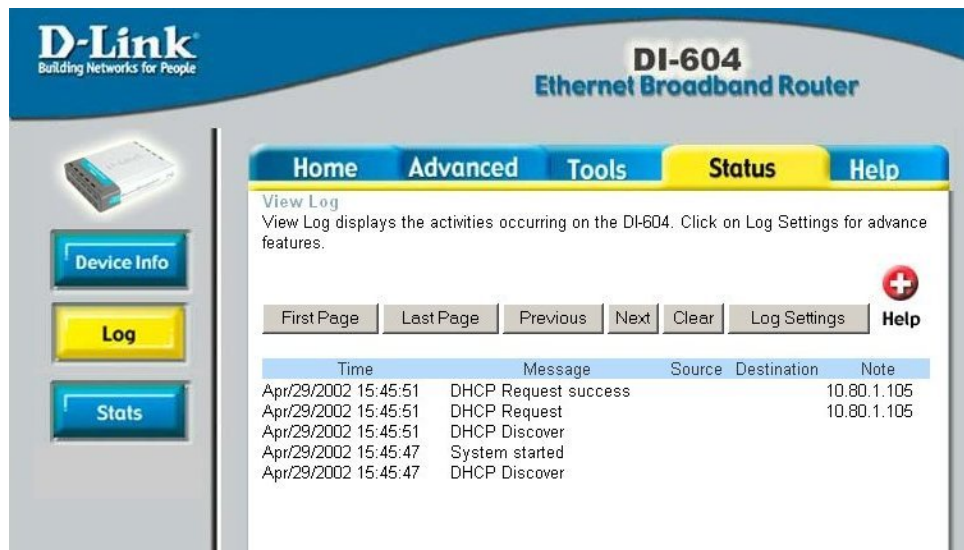 D-Link
Building Networks for People
DI-604
Ethernet Broadband Router
Home Advanced Tools Status Help
Device Info
Log
Stats
View Log
View Log displays the activities occurring on the DI-604. Click on Log Settings for advance
features.
Help
First Page Last Page Previous Next Clear Log Settings
Time Message Source Destination Note
Apr/29/2002 15:45:51 DHCP Request success 10.80.1.105
Apr/29/2002 15:45:51 DHCP Request 10.80.1.105
Apr/29/2002 15:45:51 DHCP Discover
Apr/29/2002 15:45:47 System started
Apr/29/2002 15:45:47 DHCP Discover